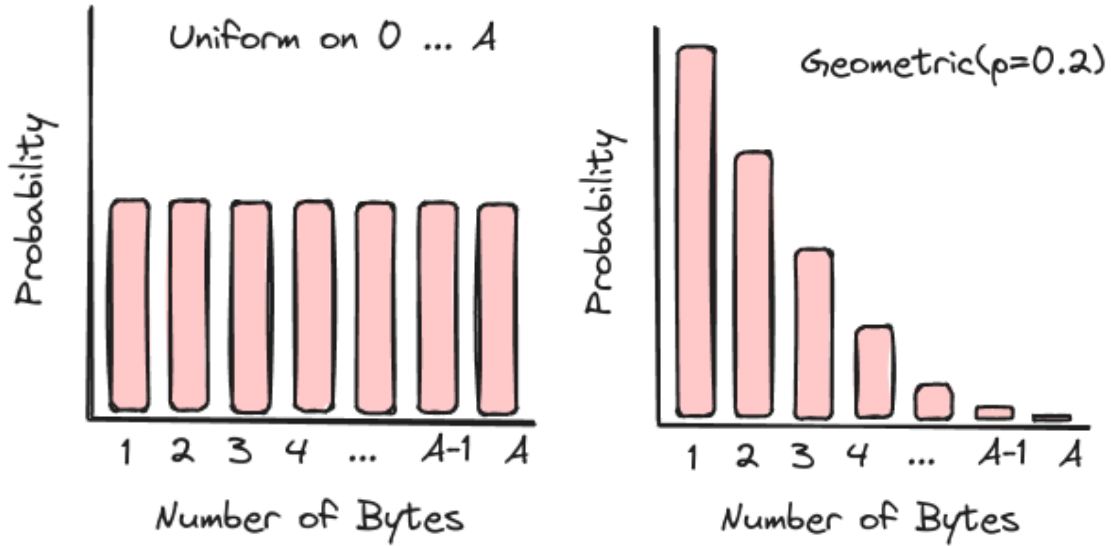 Uniform on 0 ... A
Probability
1 2 3 4 ... A-1 A
Number of Bytes
Geometric(p=0.2)
Probability
1 2 3 4 ... A-1 A
Number of Bytes